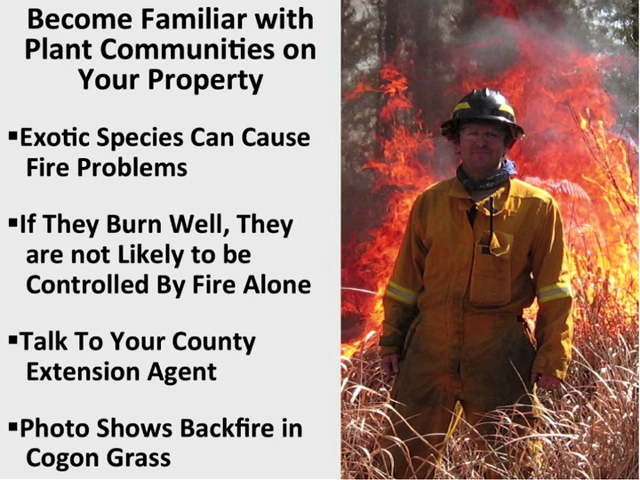 Become Familiar with
Plant Communities on
Your Property
▪Exotic Species Can Cause
Fire Problems
▪If They Burn Well, They
are not Likely to be
Controlled By Fire Alone
▪Talk To Your County
Extension Agent
▪Photo Shows Backfire in
Cogon Grass